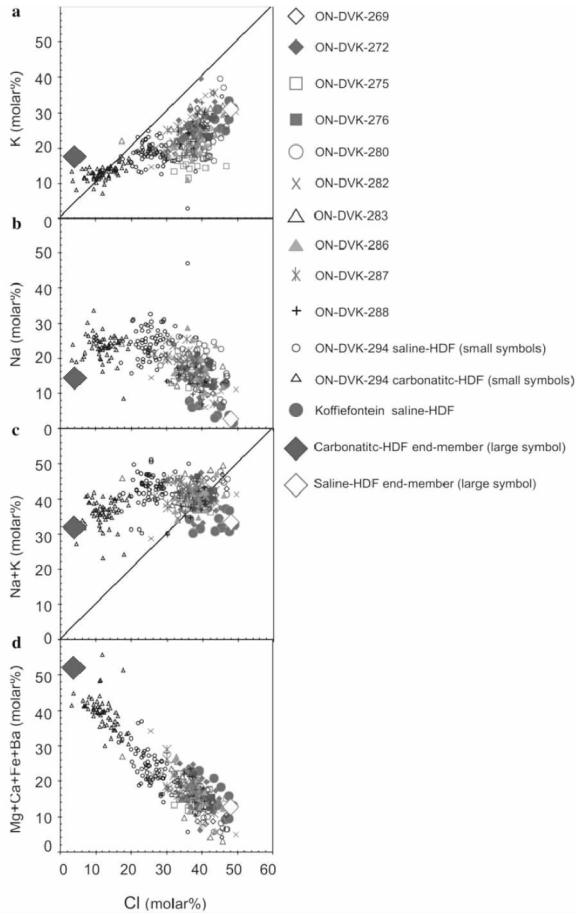 a
60
50
40
30
20
10
0
K (molar%)
b
60
50
40
30
20
10
0
Na (molar%)
c
60
50
40
30
20
10
0
Na+K (molar%)
d
50
40
30
20
10
0
Mg+Ca+Fe+Ba (molar%)
0 10 20 30 40 50 60
Cl (molar%)
ON-DVK-269
ON-DVK-272
ON-DVK-275
ON-DVK-276
ON-DVK-280
ON-DVK-282
ON-DVK-283
ON-DVK-286
ON-DVK-287
ON-DVK-288
ON-DVK-294 saline-HDF (small symbols)
ON-DVK-294 carbonatitc-HDF (small symbols)
Koffiefontein saline-HDF
Carbonatitc-HDF end-member (large symbol)
Saline-HDF end-member (large symbol)